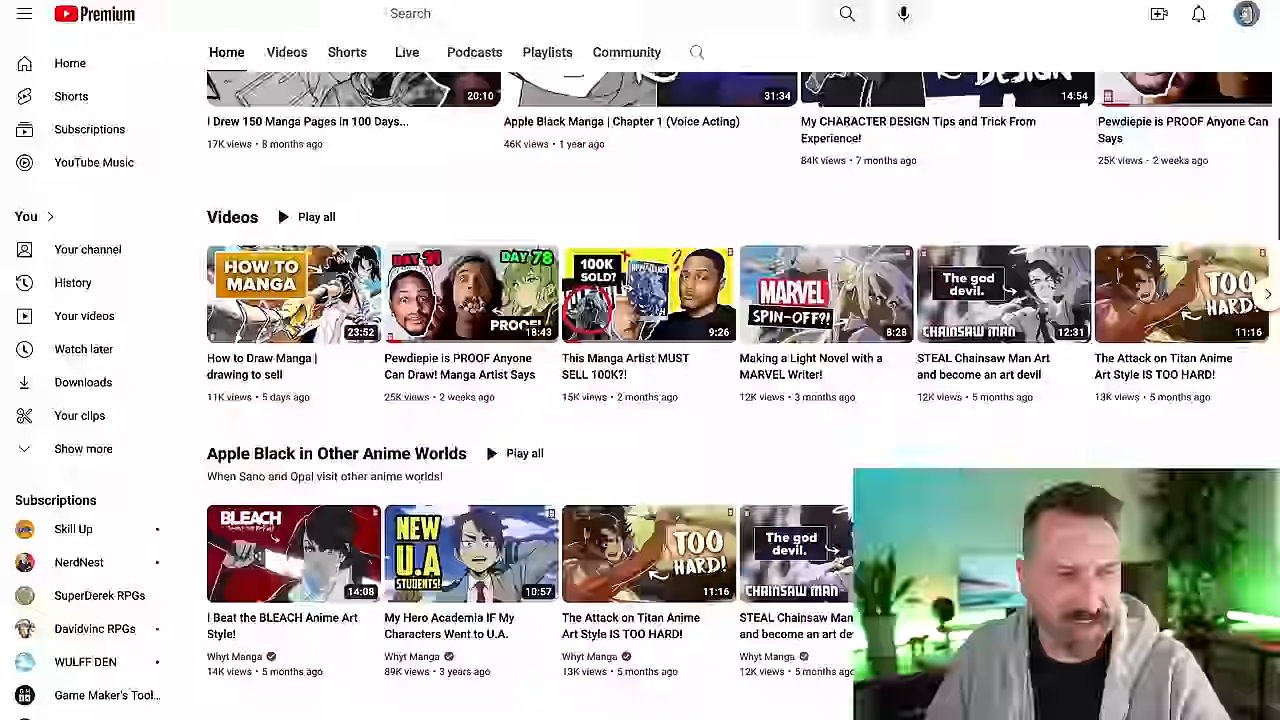 Premium
Search
Home
Videos
Shorts
Live
Podcasts
Playlists
Community
Home
Shorts
Subscriptions
YouTube Music
You
Your channel
History
Your videos
Watch later
Downloads
Your clips
Show more
Subscriptions
Skill Up
NerdNest
SuperDerek RPGs
Davidvinc RPGs
WULFF DEN
Game Maker's Tool...
20:10
I Drew 150 Manga Pages in 100 Days...
17K views • 8 months ago
31:34
Apple Black Manga | Chapter 1 (Voice Acting)
46K views • 1 year ago
DESIGN
14:54
My CHARACTER DESIGN Tips and Trick From
Experience!
84K views • 7 months ago
Pewdiepie is PROOF Anyone Can
Says
25K views • 2 weeks ago
Videos
Play all
HOW TO
MANGA
23:52
How to Draw Manga |
drawing to sell
11K views • 5 days ago
DAY 91
DAY 78
18:43
Pewdiepie is PROOF Anyone
Can Draw! Manga Artist Says
25K views • 2 weeks ago
100K
SOLD?
?
9:26
This Manga Artist MUST
SELL 100K?!
15K views • 2 months ago
MARVEL
SPIN-OFF?!
8:28
Making a Light Novel with a
MARVEL Writer!
12K views • 3 months ago
The god
devil.
CHAINSAW MAN
12:31
STEAL Chainsaw Man Art
and become an art devil
12K views • 5 months ago
TOO
HARD!
11:16
The Attack on Titan Anime
Art Style IS TOO HARD!
13K views • 5 months ago
Apple Black in Other Anime Worlds
Play all
When Sano and Opal visit other anime worlds!
BLEACH
14:08
I Beat the BLEACH Anime Art
Style!
Whyt Manga
14K views • 5 months ago
NEW
U.A
STUDENTS!
10:57
My Hero Academia IF My
Characters Went to U.A.
Whyt Manga
89K views • 3 years ago
TOO
HARD!
11:16
The Attack on Titan Anime
Art Style IS TOO HARD!
Whyt Manga
13K views • 5 months ago
The god
devil.
CHAINSAW MAN
STEAL Chainsaw Man
and become an art de
Whyt Manga
12K views • 5 months ago